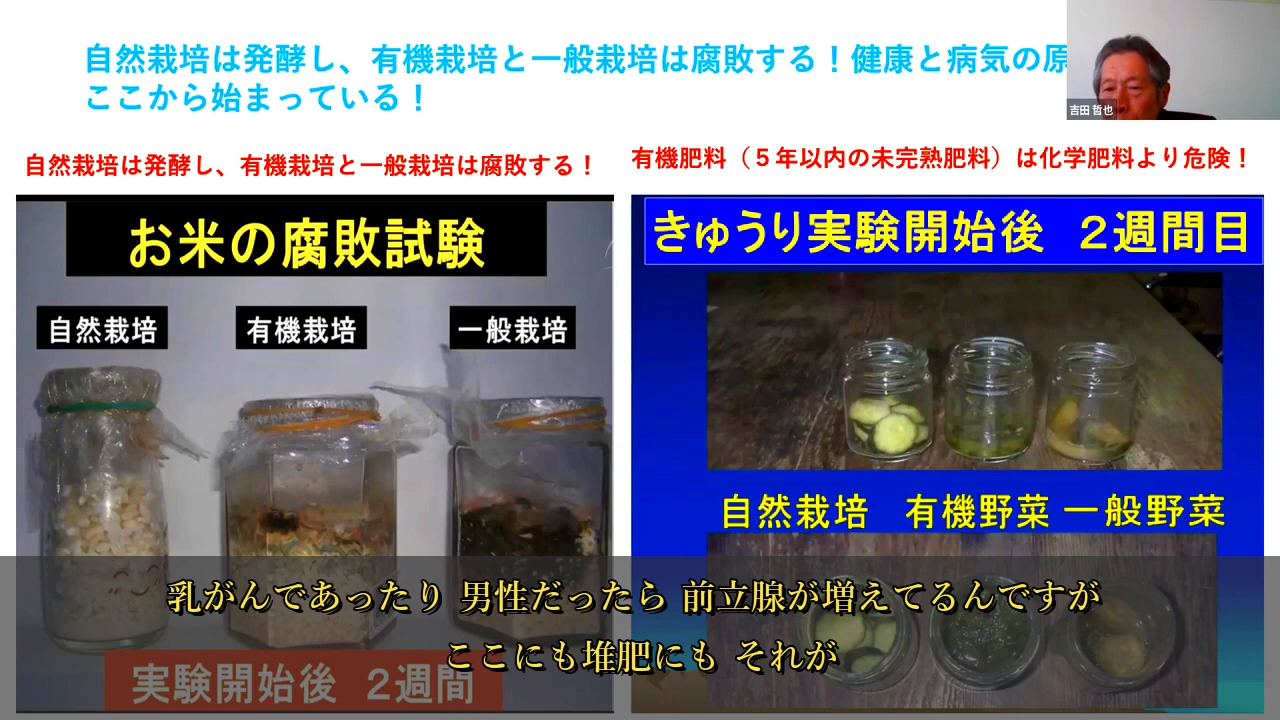 自然栽培は発酵し、有機栽培と一般栽培は腐敗する！健康と病気の原
ここから始まっている！
吉田 哲也
自然栽培は発酵し、有機栽培と一般栽培は腐敗する！
有機肥料（５年以内の未完熟肥料）は化学肥料より危険！
お米の腐敗試験
自然栽培
有機栽培
一般栽培
きゅうり実験開始後 2週間目
自然栽培 有機野菜 一般野菜
乳がんであったり 男性だったら 前立腺が増えてるんですが
ここにも堆肥にも それが
実験開始後 2週間